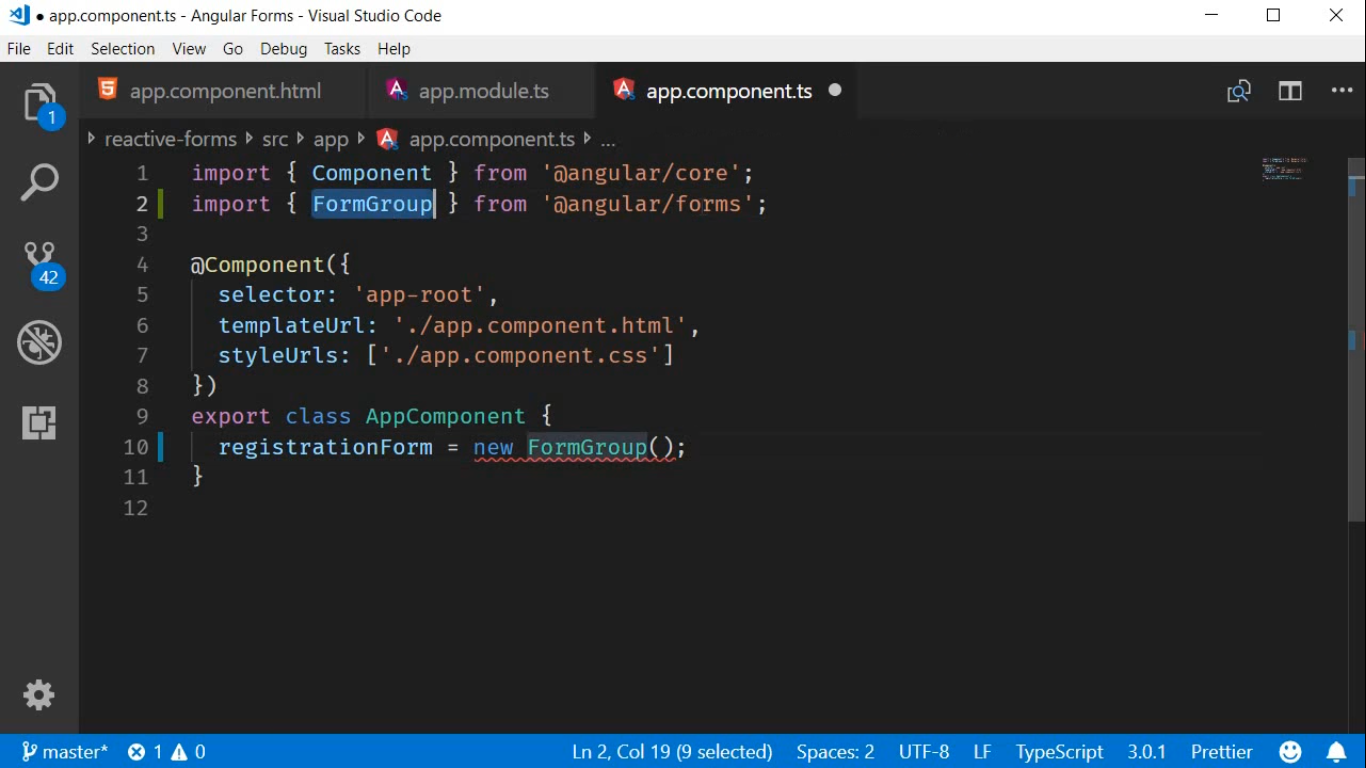 ● app.component.ts - Angular Forms - Visual Studio Code
File Edit Selection View Go Debug Tasks Help
app.component.html app.module.ts app.component.ts
1
reactive-forms src app app.component.ts ...
1 import { Component } from '@angular/core';
2 import { FormGroup } from '@angular/forms';
3
4 @Component({
5 selector: 'app-root',
42
6 templateUrl: './app.component.html',
7 styleUrls: ['./app.component.css']
8 })
9 export class AppComponent {
10 registrationForm = new FormGroup();
11 }
12
master* 1 0 Ln 2, Col 19 (9 selected) Spaces: 2 UTF-8 LF TypeScript 3.0.1 Prettier